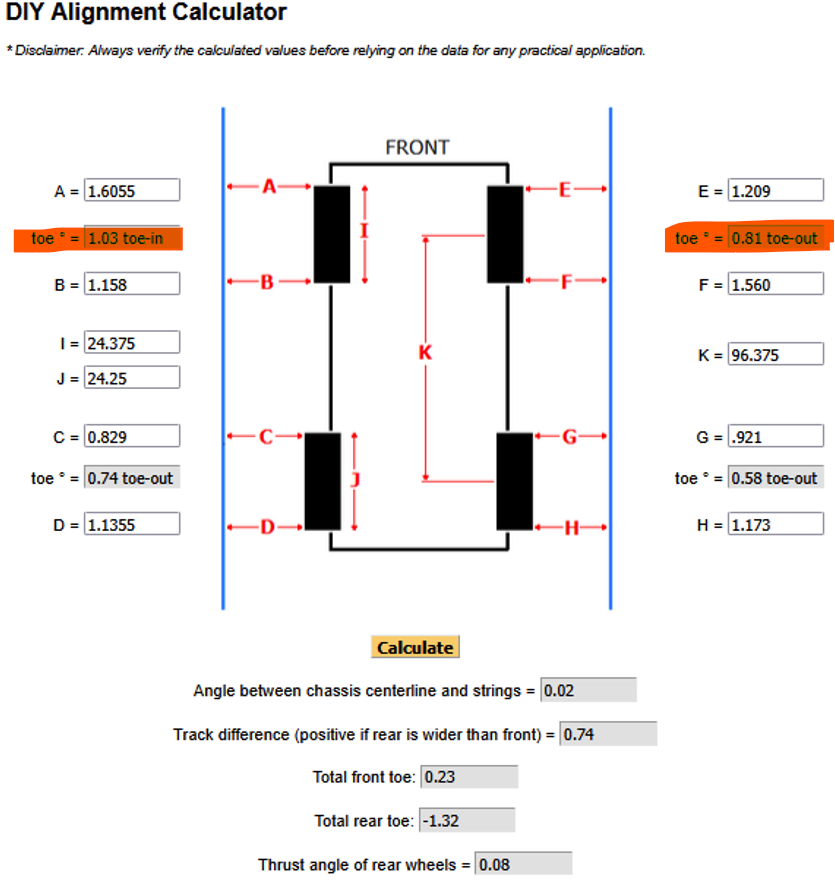 DIY Alignment Calculator
* Disclaimer: Always verify the calculated values before relying on the data for any practical application.
FRONT
A = 1.6055
A
E
E = 1.209
toe ° = 1.03 toe-in
I
toe ° = 0.81 toe-out
B = 1.158
B
F
F = 1.560
I = 24.375
K
K = 96.375
J = 24.25
C = 0.829
C
G
G = .921
toe ° = 0.74 toe-out
J
toe ° = 0.58 toe-out
D = 1.1355
D
H
H = 1.173
Calculate
Angle between chassis centerline and strings = 0.02
Track difference (positive if rear is wider than front) = 0.74
Total front toe: 0.23
Total rear toe: -1.32
Thrust angle of rear wheels = 0.08